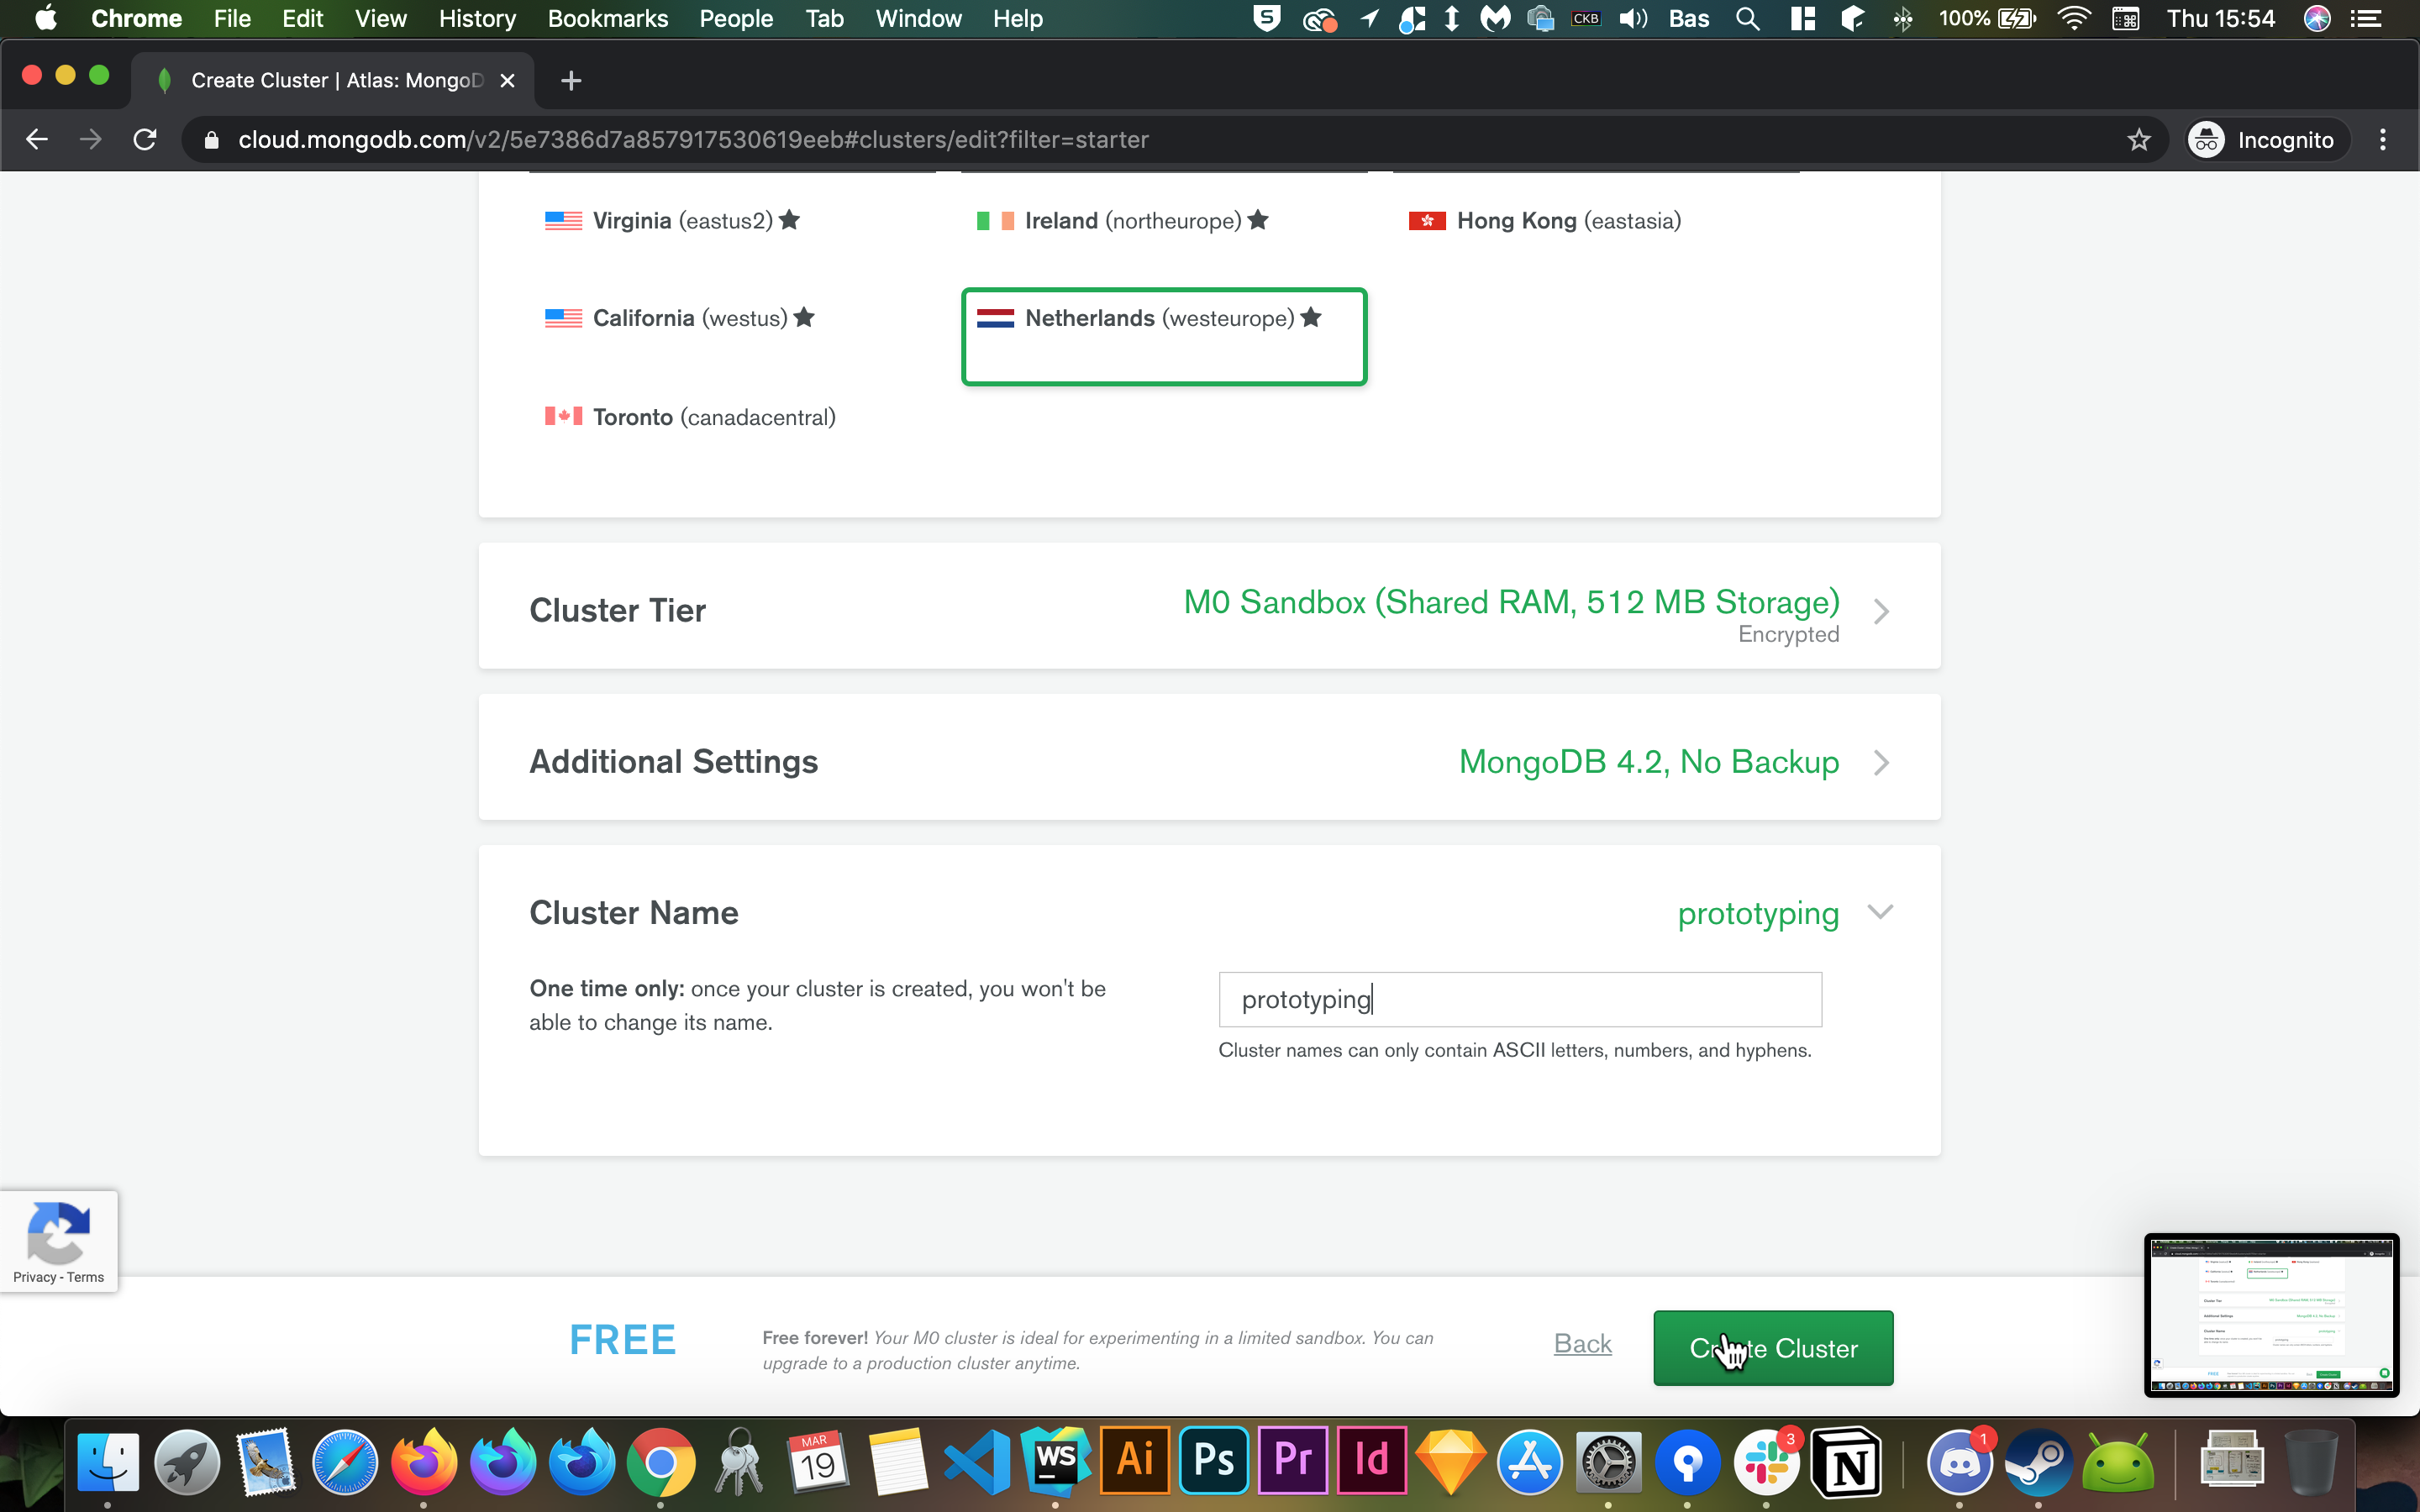 Chrome File Edit View History Bookmarks People Tab Window Help CKB Bas 100% Thu 15:54
Create Cluster | Atlas: MongoD
cloud.mongodb.com/v2/5e7386d7a857917530619eeb#clusters/edit?filter=starter Incognito
Virginia (eastus2) Ireland (northeurope) Hong Kong (eastasia)
California (westus) Netherlands (westeurope)
Toronto (canadacentral)
Cluster Tier M0 Sandbox (Shared RAM, 512 MB Storage)
Encrypted
Additional Settings MongoDB 4.2, No Backup
Cluster Name prototyping
One time only: once your cluster is created, you won't be
able to change its name.
prototyping
Cluster names can only contain ASCII letters, numbers, and hyphens.
Privacy - Terms
FREE
Free forever! Your M0 cluster is ideal for experimenting in a limited sandbox. You can
upgrade to a production cluster anytime.
Back
Create Cluster
MAR
19
WS
Ai
Ps
Pr
Id
3
N
1